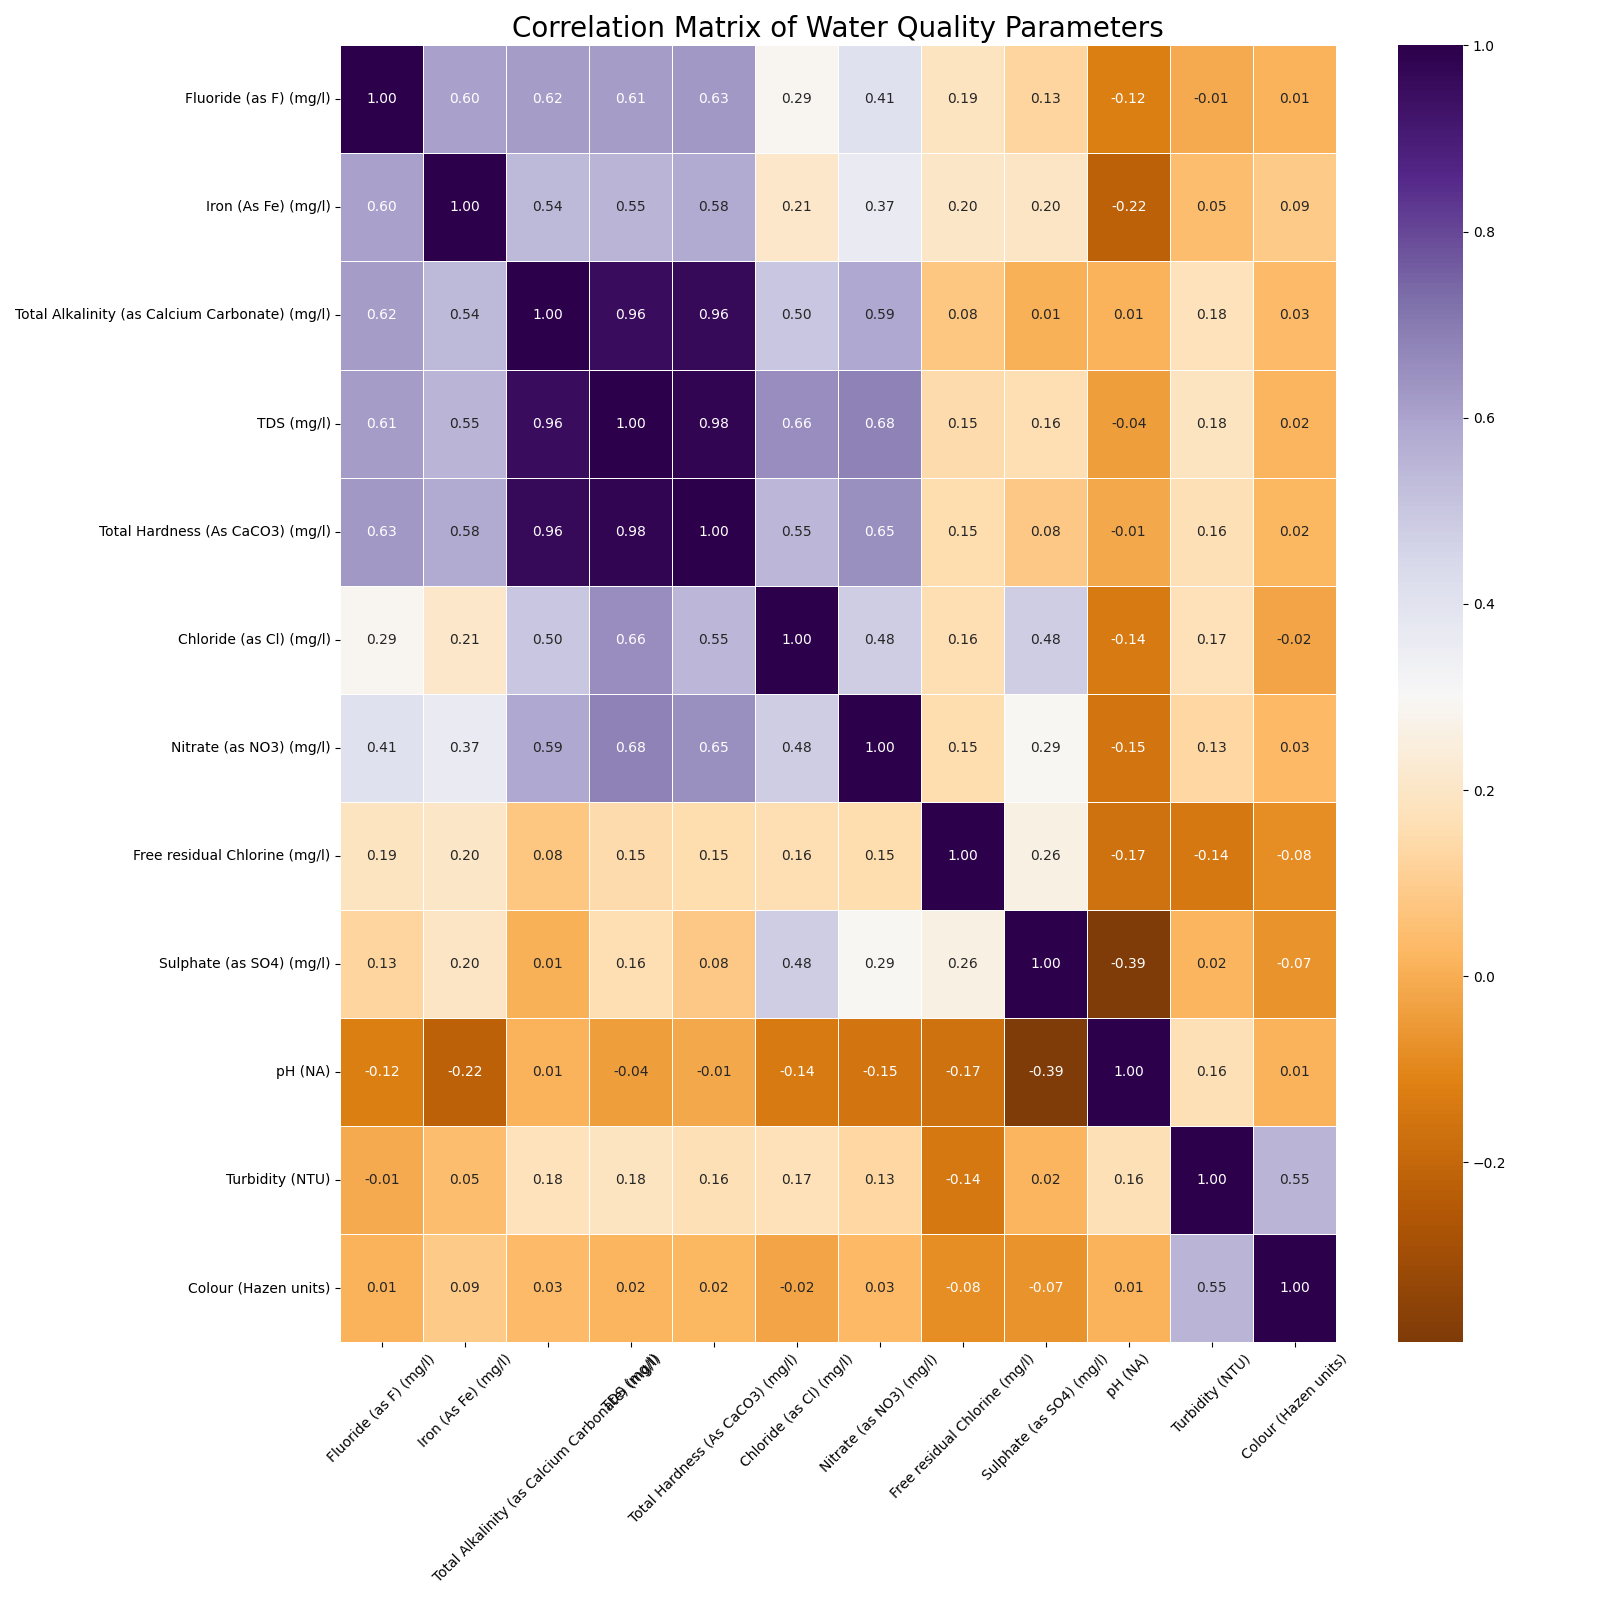 Correlation Matrix of Water Quality Parameters
Fluoride (as F) (mg/l) 1.00 0.60 0.62 0.61 0.63 0.29 0.41 0.19 0.13 -0.12 -0.01 0.01
Iron (As Fe) (mg/l) 0.60 1.00 0.54 0.55 0.58 0.21 0.37 0.20 0.20 -0.22 0.05 0.09
Total Alkalinity (as Calcium Carbonate) (mg/l) 0.62 0.54 1.00 0.96 0.96 0.50 0.59 0.08 0.01 0.01 0.18 0.03
TDS (mg/l) 0.61 0.55 0.96 1.00 0.98 0.66 0.68 0.15 0.16 -0.04 0.18 0.02
Total Hardness (As CaCO3) (mg/l) 0.63 0.58 0.96 0.98 1.00 0.55 0.65 0.15 0.08 -0.01 0.16 0.02
Chloride (as Cl) (mg/l) 0.29 0.21 0.50 0.66 0.55 1.00 0.48 0.16 0.48 -0.14 0.17 -0.02
Nitrate (as NO3) (mg/l) 0.41 0.37 0.59 0.68 0.65 0.48 1.00 0.15 0.29 -0.15 0.13 0.03
Free residual Chlorine (mg/l) 0.19 0.20 0.08 0.15 0.15 0.16 0.15 1.00 0.26 -0.17 -0.14 -0.08
Sulphate (as SO4) (mg/l) 0.13 0.20 0.01 0.16 0.08 0.48 0.29 0.26 1.00 -0.39 0.02 -0.07
pH (NA) -0.12 -0.22 0.01 -0.04 -0.01 -0.14 -0.15 -0.17 -0.39 1.00 0.16 0.01
Turbidity (NTU) -0.01 0.05 0.18 0.18 0.16 0.17 0.13 -0.14 0.02 0.16 1.00 0.55
Colour (Hazen units) 0.01 0.09 0.03 0.02 0.02 -0.02 0.03 -0.08 -0.07 0.01 0.55 1.00
Fluoride (as F) (mg/l)
Iron (As Fe) (mg/l)
Total Alkalinity (as Calcium Carbonate) (mg/l)
TDS (mg/l)
Total Hardness (As CaCO3) (mg/l)
Chloride (as Cl) (mg/l)
Nitrate (as NO3) (mg/l)
Free residual Chlorine (mg/l)
Sulphate (as SO4) (mg/l)
pH (NA)
Turbidity (NTU)
Colour (Hazen units)
1.0
0.8
0.6
0.4
0.2
0.0
−0.2